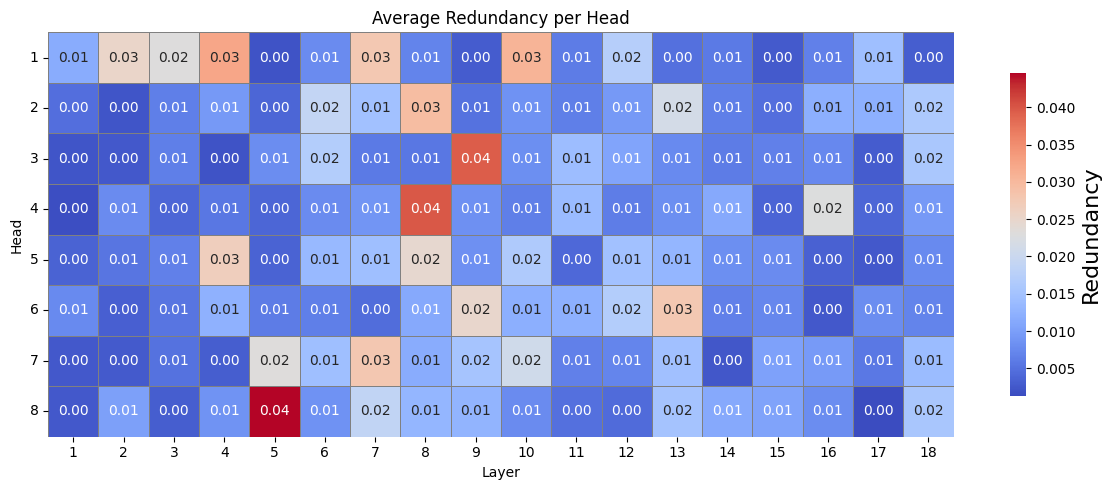 Average Redundancy per Head
1 0.01 0.03 0.02 0.03 0.00 0.01 0.03 0.01 0.00 0.03 0.01 0.02 0.00 0.01 0.00 0.01 0.01 0.00
2 0.00 0.00 0.01 0.01 0.00 0.02 0.01 0.03 0.01 0.01 0.01 0.01 0.02 0.01 0.00 0.01 0.01 0.02
3 0.00 0.00 0.01 0.00 0.01 0.02 0.01 0.01 0.04 0.01 0.01 0.01 0.01 0.01 0.01 0.01 0.00 0.02
4 0.00 0.01 0.00 0.01 0.00 0.01 0.01 0.04 0.01 0.01 0.01 0.01 0.01 0.01 0.00 0.02 0.00 0.01
5 0.00 0.01 0.01 0.03 0.00 0.01 0.01 0.02 0.01 0.02 0.00 0.01 0.01 0.01 0.01 0.00 0.00 0.01
6 0.01 0.00 0.01 0.01 0.01 0.01 0.00 0.01 0.02 0.01 0.01 0.02 0.03 0.01 0.01 0.00 0.01 0.01
7 0.00 0.00 0.01 0.00 0.02 0.01 0.03 0.01 0.02 0.02 0.01 0.01 0.01 0.00 0.01 0.01 0.01 0.01
8 0.00 0.01 0.00 0.01 0.04 0.01 0.02 0.01 0.01 0.01 0.00 0.00 0.02 0.01 0.01 0.01 0.00 0.02
1 2 3 4 5 6 7 8 9 10 11 12 13 14 15 16 17 18
Layer
Head
0.040
0.035
0.030
0.025
0.020
0.015
0.010
0.005
Redundancy